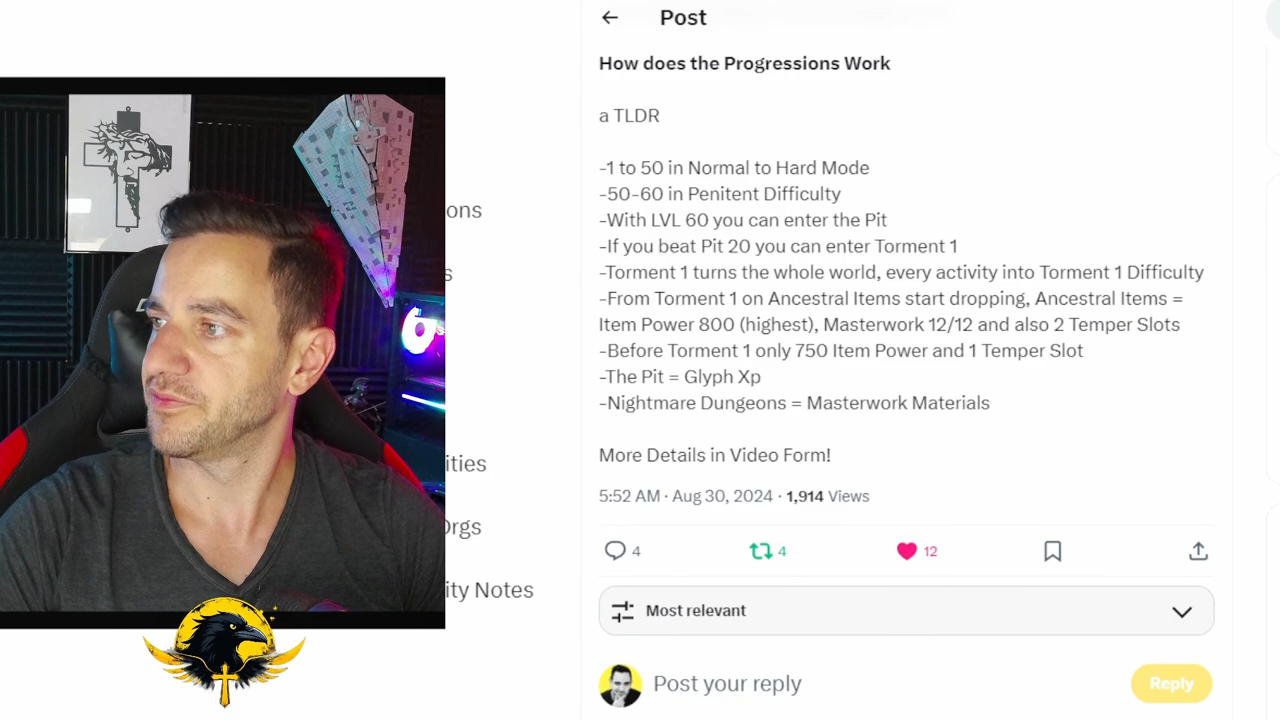 Post
How does the Progressions Work
a TLDR
-1 to 50 in Normal to Hard Mode
-50-60 in Penitent Difficulty
-With LVL 60 you can enter the Pit
-If you beat Pit 20 you can enter Torment 1
-Torment 1 turns the whole world, every activity into Torment 1 Difficulty
-From Torment 1 on Ancestral Items start dropping, Ancestral Items =
Item Power 800 (highest), Masterwork 12/12 and also 2 Temper Slots
-Before Torment 1 only 750 Item Power and 1 Temper Slot
-The Pit = Glyph Xp
-Nightmare Dungeons = Masterwork Materials
More Details in Video Form!
5:52 AM · Aug 30, 2024 · 1,914 Views
4 4 12
Most relevant
Post your reply
Reply
ons
s
ities
Orgs
ity Notes